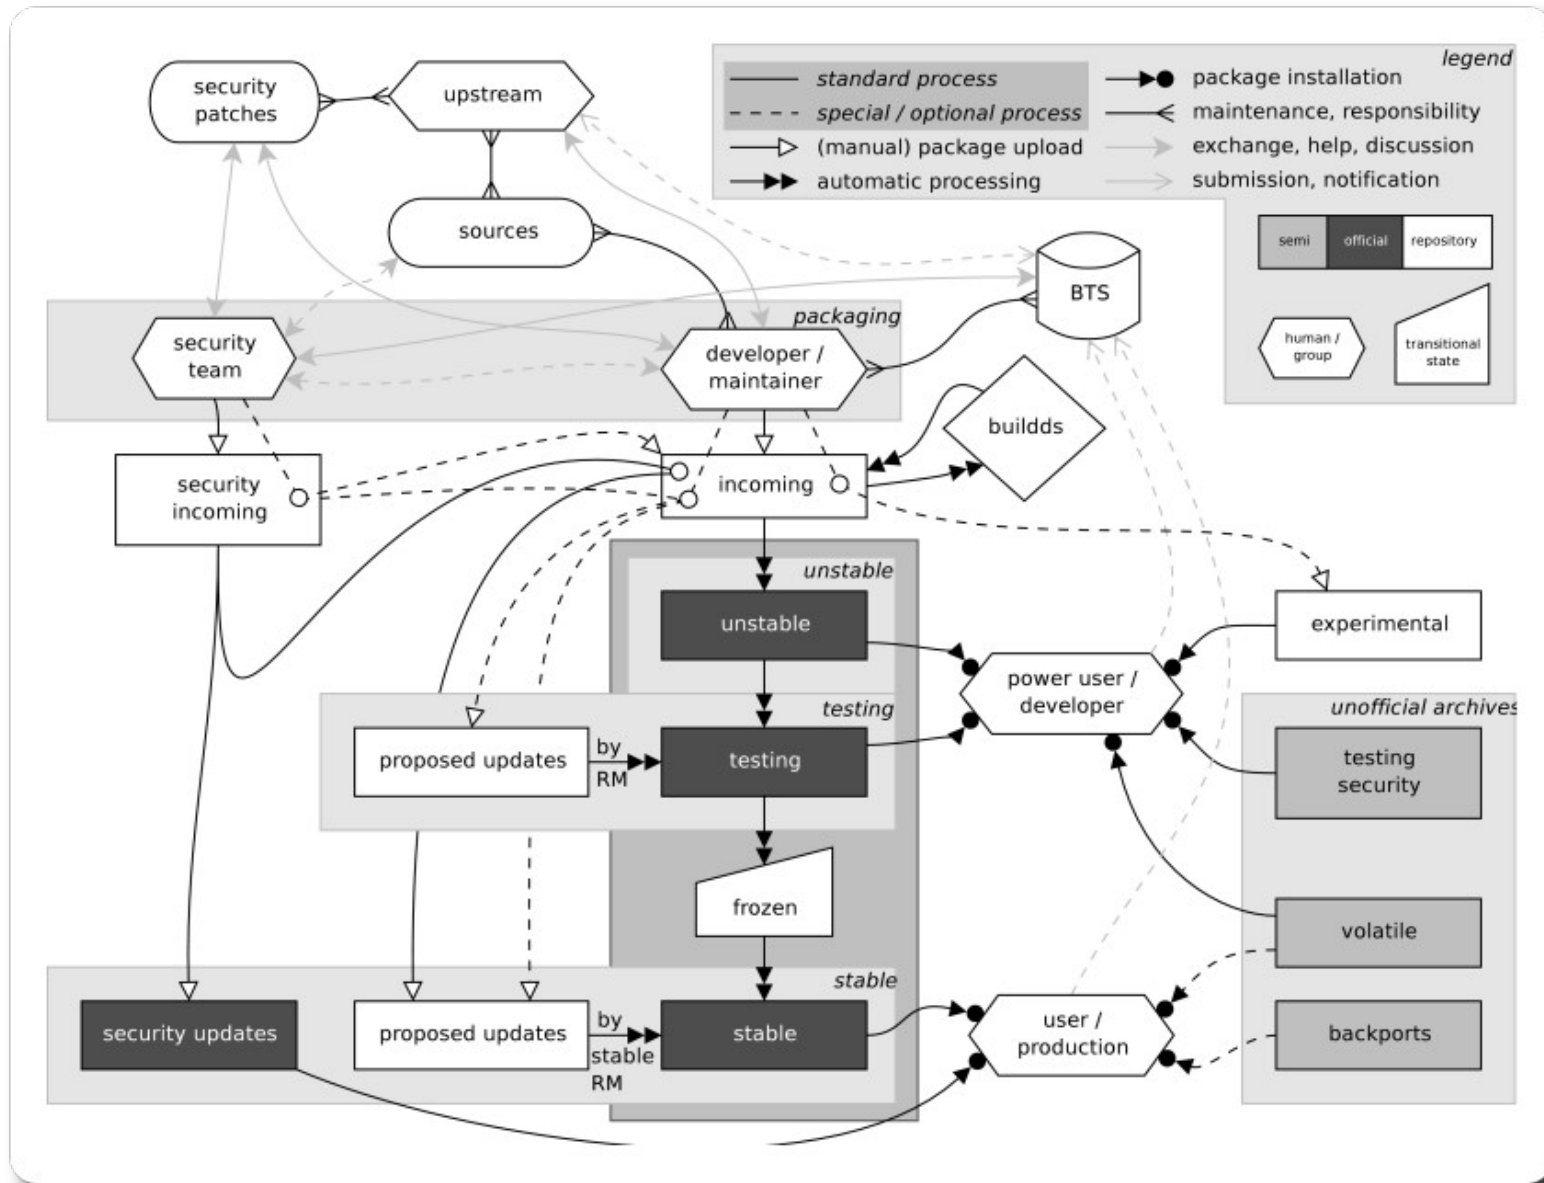 security
patches
upstream
sources
legend
standard process
special / optional process
(manual) package upload
automatic processing
package installation
maintenance, responsibility
exchange, help, discussion
submission, notification
semi
official
repository
human /
group
transitional
state
packaging
security
team
developer /
maintainer
BTS
buildds
security
incoming
incoming
unstable
unstable
experimental
power user /
developer
testing
proposed updates
by
RM
testing
unofficial archives
testing
security
frozen
volatile
stable
security updates
proposed updates
by
stable
RM
stable
user /
production
backports